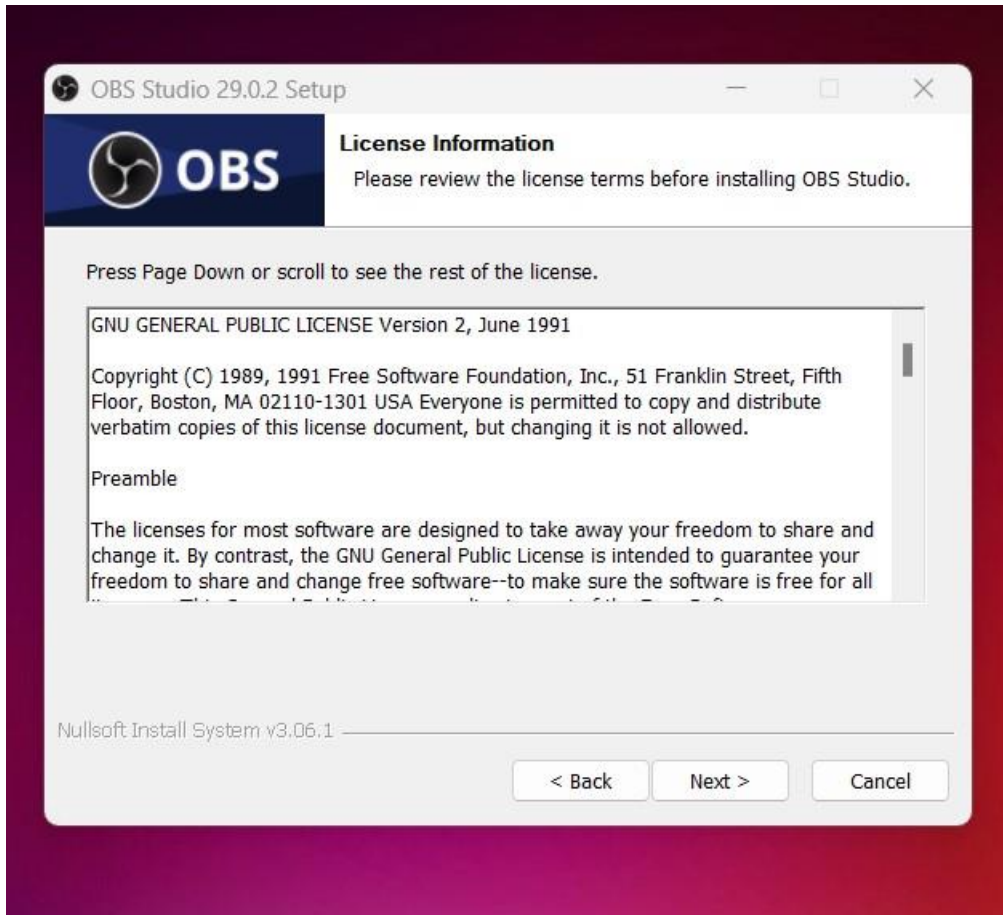 OBS Studio 29.0.2 Setup
OBS
License Information
Please review the license terms before installing OBS Studio.
Press Page Down or scroll to see the rest of the license.
GNU GENERAL PUBLIC LICENSE Version 2, June 1991
Copyright (C) 1989, 1991 Free Software Foundation, Inc., 51 Franklin Street, Fifth
Floor, Boston, MA 02110-1301 USA Everyone is permitted to copy and distribute
verbatim copies of this license document, but changing it is not allowed.
Preamble
The licenses for most software are designed to take away your freedom to share and
change it. By contrast, the GNU General Public License is intended to guarantee your
freedom to share and change free software--to make sure the software is free for all
Nullsoft Install System v3.06.1
< Back
Next >
Cancel